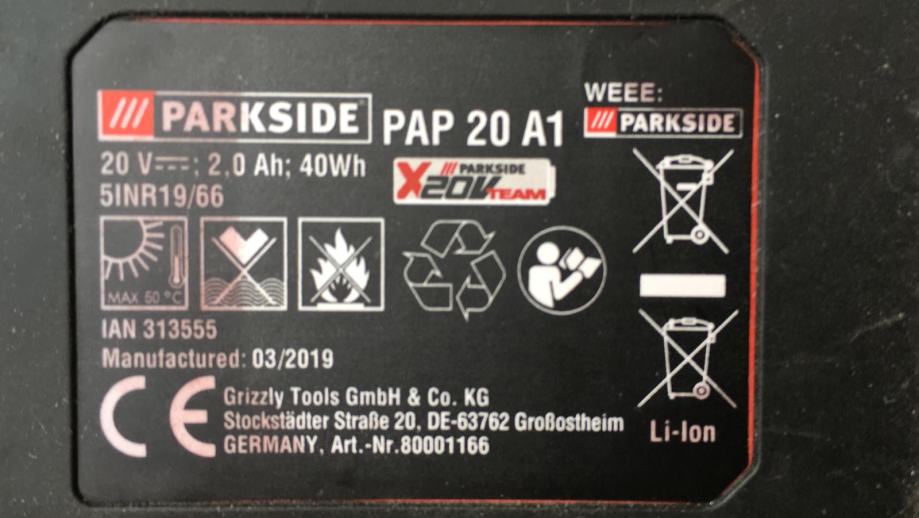 /// PARKSIDE® PAP 20 A1
WEEE:
/// PARKSIDE
20 V⎓; 2,0 Ah; 40Wh
5INR19/66
/// PARKSIDE
X20V TEAM
MAX 50 °C
IAN 313555
Manufactured: 03/2019
CE
Grizzly Tools GmbH & Co. KG
Stockstädter Straße 20, DE-63762 Großostheim
GERMANY, Art.-Nr.80001166
Li-Ion